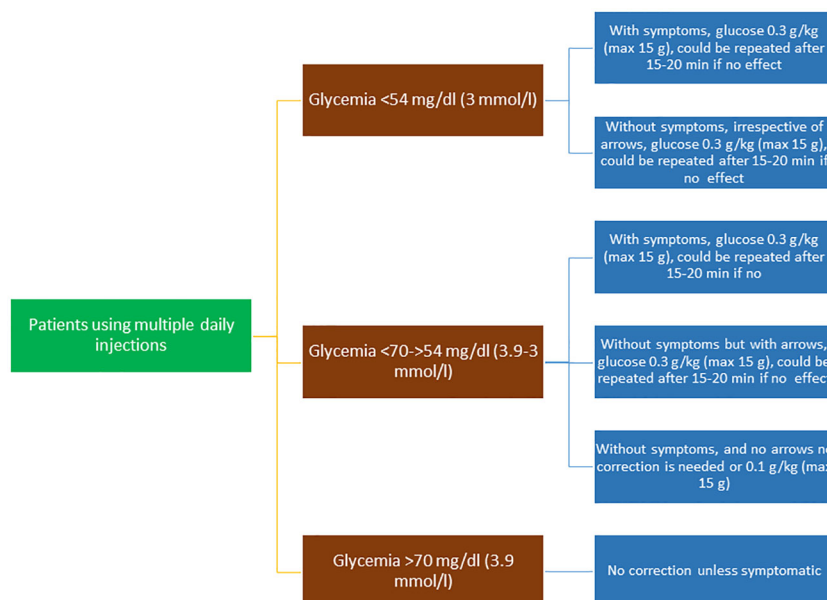 With symptoms, glucose 0.3 g/kg
(max 15 g), could be repeated after
15-20 min if no effect
Glycemia <54 mg/dl (3 mmol/l)
Without symptoms, irrespective of
arrows, glucose 0.3 g/kg (max 15 g),
could be repeated after 15-20 min if
no effect
With symptoms, glucose 0.3 g/kg
(max 15 g), could be repeated after
15-20 min if no
Patients using multiple daily
injections
Glycemia <70->54 mg/dl (3.9-3
mmol/l)
Without symptoms but with arrows,
glucose 0.3 g/kg (max 15 g), could be
repeated after 15-20 min if no effect
Without symptoms, and no arrows no
correction is needed or 0.1 g/kg (max
15 g)
Glycemia >70 mg/dl (3.9
mmol/l)
No correction unless symptomatic